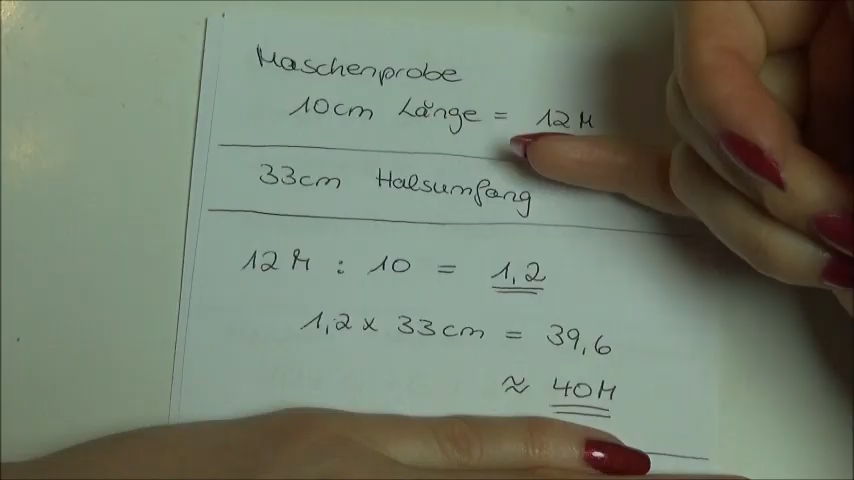 Maschenprobe
10cm Länge = 12M
33cm Halsumfang
12M : 10 = 1,2
1,2 x 33cm = 39,6
≈ 40M